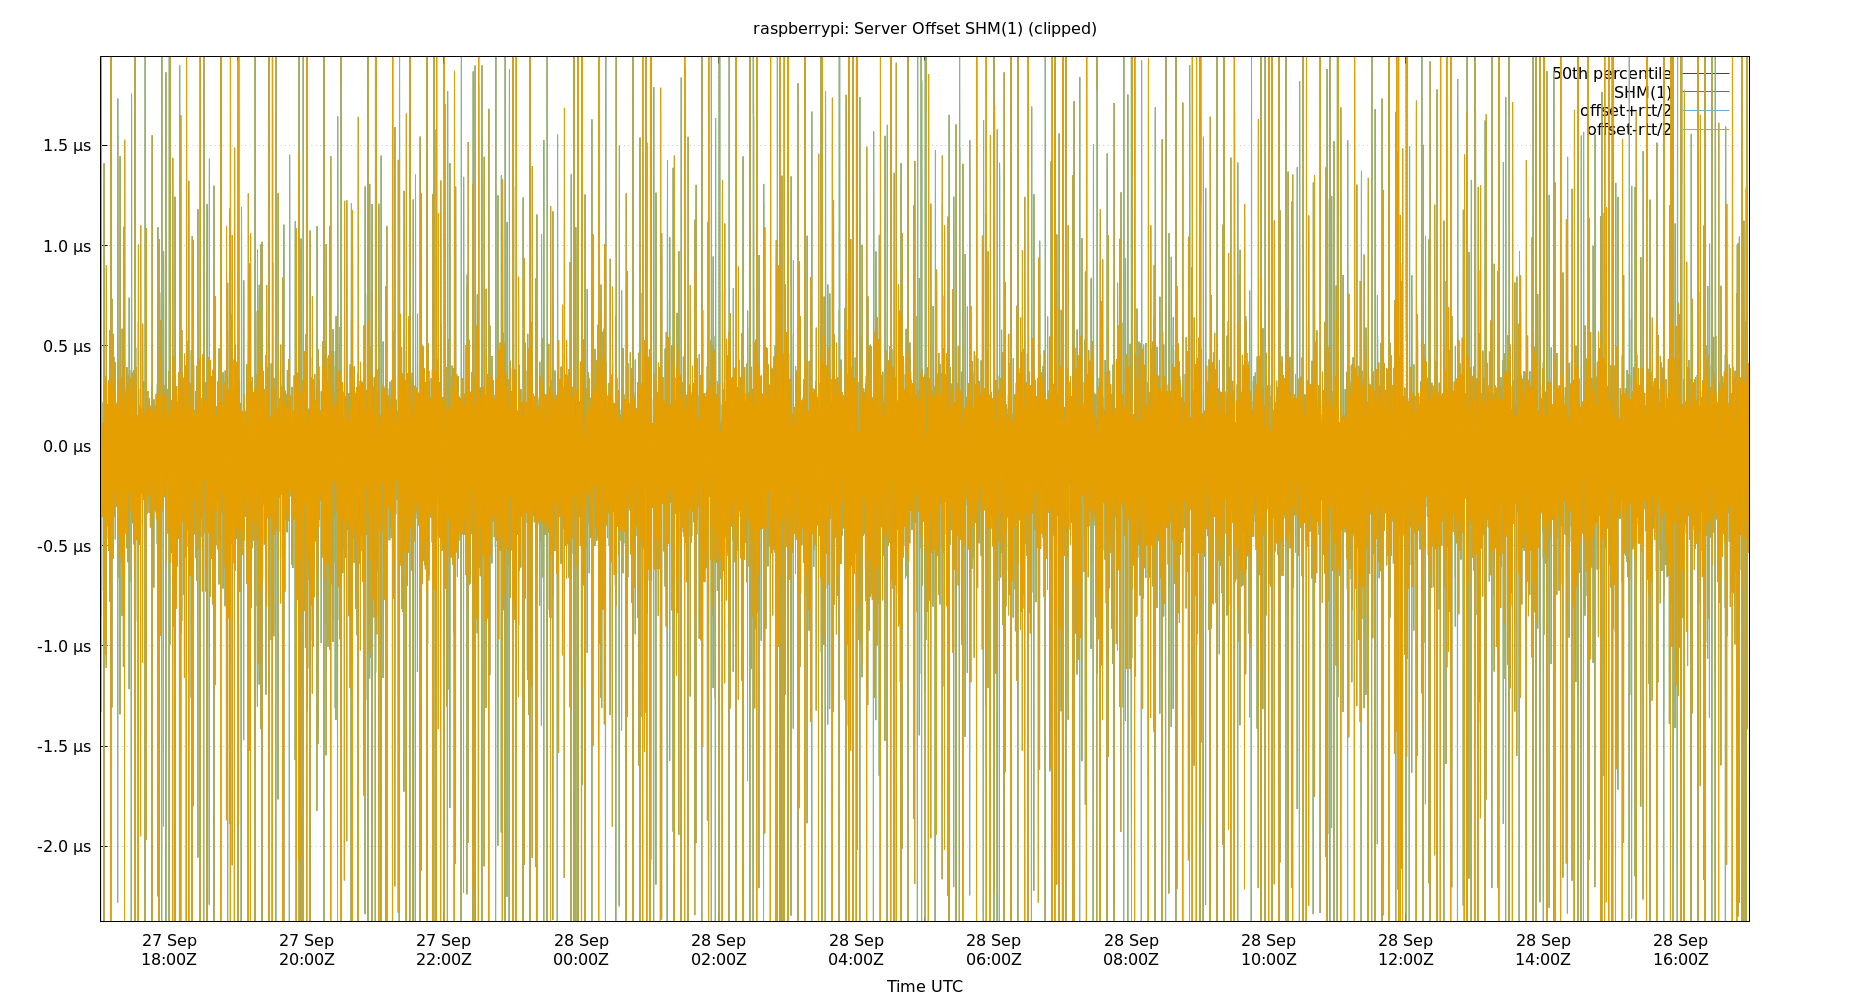 raspberrypi: Server Offset SHM(1) (clipped)
50th percentile
SHM(1)
offset+rtt/2
offset-rtt/2
1.5 µs
1.0 µs
0.5 µs
0.0 µs
-0.5 µs
-1.0 µs
-1.5 µs
-2.0 µs
27 Sep 27 Sep 27 Sep 28 Sep 28 Sep 28 Sep 28 Sep 28 Sep 28 Sep 28 Sep 28 Sep 28 Sep
18:00Z 20:00Z 22:00Z 00:00Z 02:00Z 04:00Z 06:00Z 08:00Z 10:00Z 12:00Z 14:00Z 16:00Z
Time UTC